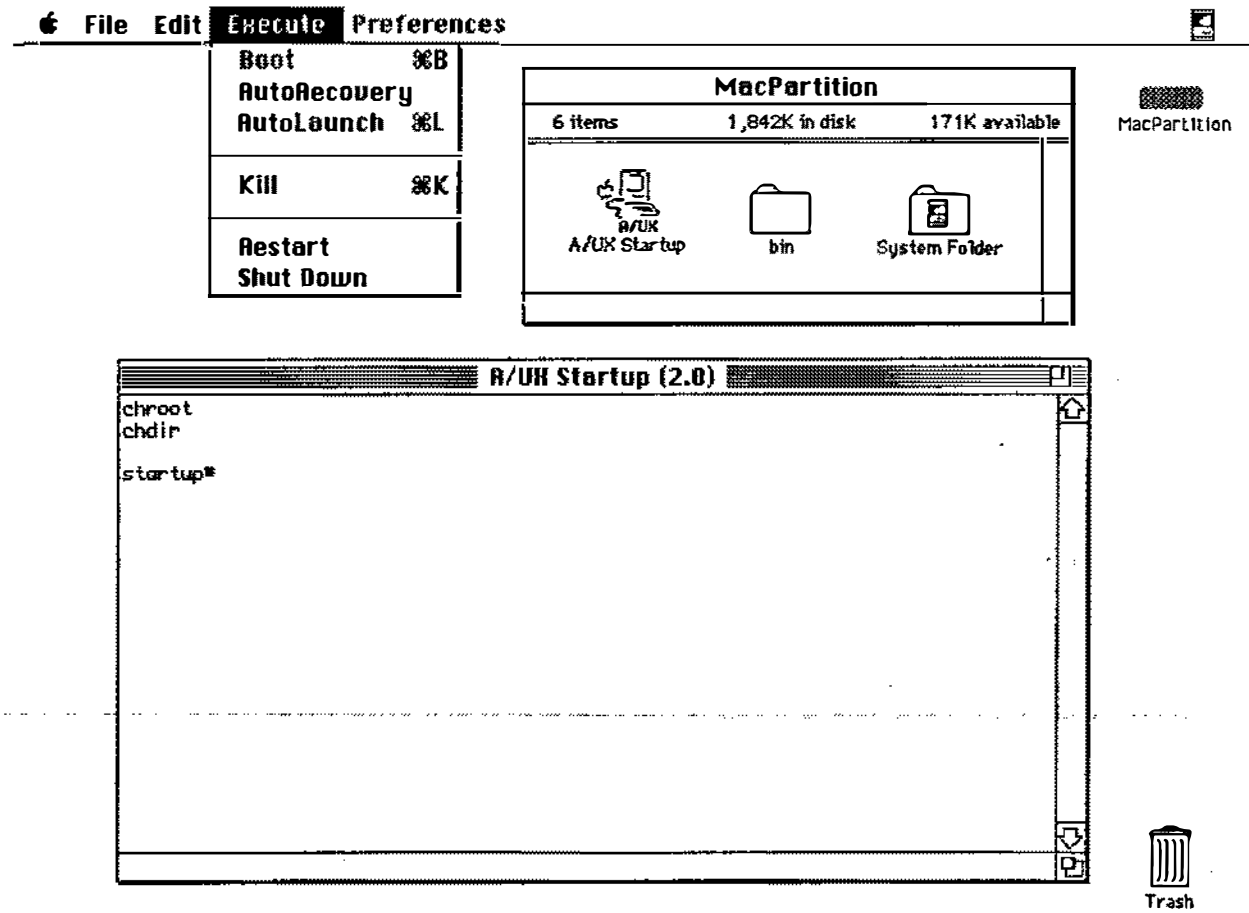 File Edit Execute Preferences
Boot ⌘B
AutoRecovery
AutoLaunch ⌘L
Kill ⌘K
Restart
Shut Down
MacPartition
6 items 1,842K in disk 171K available
A/UX
A/UX Startup
bin
System Folder
MacPartition
A/UX Startup (2.0)
chroot
chdir
startup#
Trash